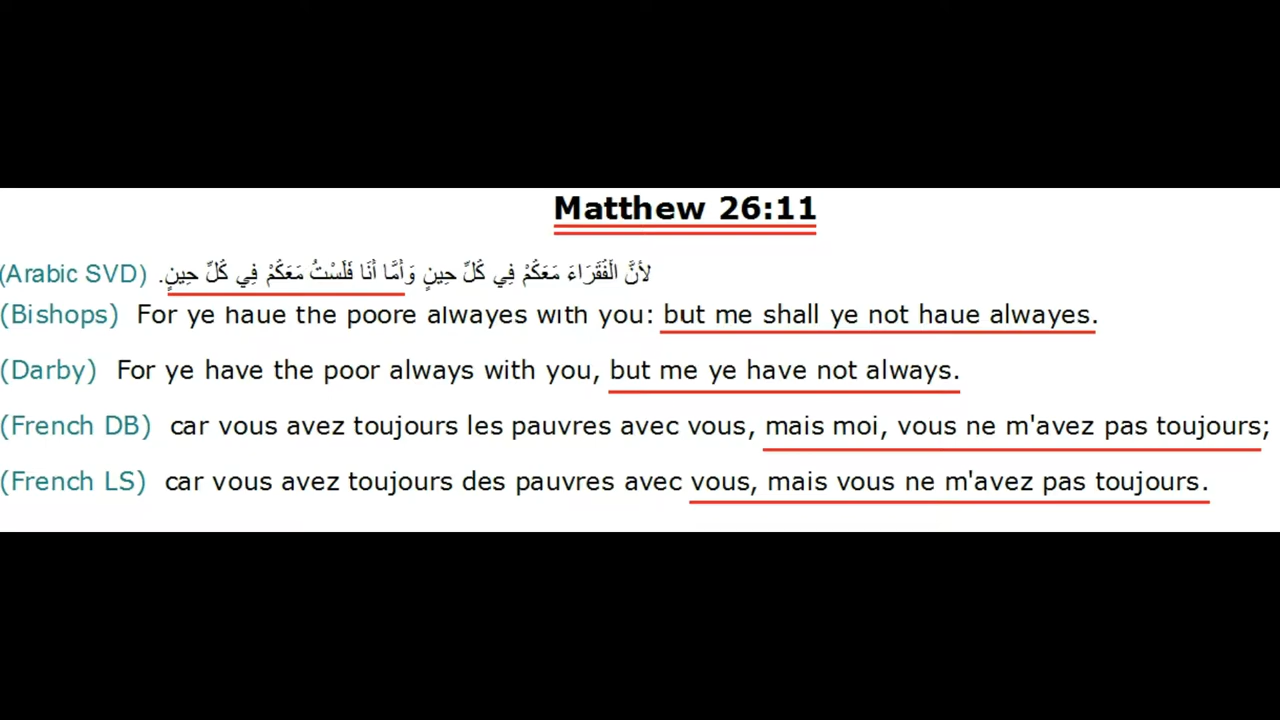 Matthew 26:11
(Arabic SVD) لأنَّ الْفُقَرَاءَ مَعَكُمْ فِي كُلِّ حِينٍ وَأَمَّا أَنَا فَلَسْتُ مَعَكُمْ فِي كُلِّ حِينٍ.
(Bishops) For ye haue the poore alwayes with you: but me shall ye not haue alwayes.
(Darby) For ye have the poor always with you, but me ye have not always.
(French DB) car vous avez toujours les pauvres avec vous, mais moi, vous ne m'avez pas toujours;
(French LS) car vous avez toujours des pauvres avec vous, mais vous ne m'avez pas toujours.